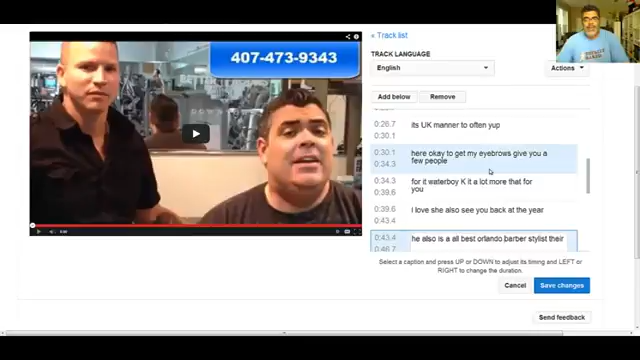 « Track list
407-473-9343
TRACK LANGUAGE
English
Actions
Add below
Remove
0:26.7
its UK manner to often yup
0:30.1
0:30.1
here okay to get my eyebrows give you a
few people
0:34.3
0:34.3
for it waterboy K it a lot more that for
you
0:39.6
0:39.6
I love she also see you back at the year
0:43.4
0:43.4
he also is a all best orlando barber stylist their
0:46.7
Select a caption and press UP or DOWN to adjust its timing and LEFT or
RIGHT to change the duration.
Cancel
Save changes
Send feedback